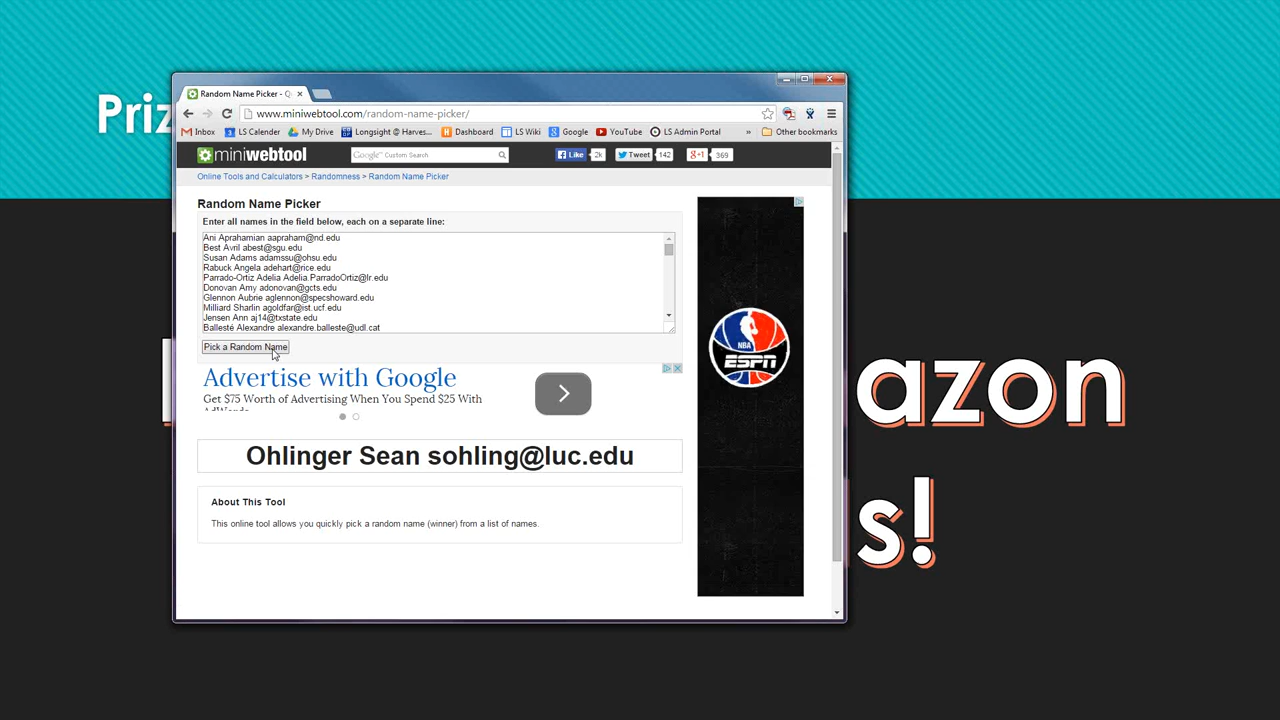 Priz
Random Name Picker - Q
www.miniwebtool.com/random-name-picker/
Inbox LS Calender My Drive Longsight @ Harves... Dashboard LS Wiki Google YouTube LS Admin Portal » Other bookmarks
miniwebtool Google™ Custom Search Like 2k Tweet 142 +1 369
Online Tools and Calculators > Randomness > Random Name Picker
Random Name Picker
Enter all names in the field below, each on a separate line:
Ani Aprahamian aapraham@nd.edu
Best Avril abest@sgu.edu
Susan Adams adamssu@ohsu.edu
Rabuck Angela adehart@rice.edu
Parrado-Ortiz Adelia Adelia.ParradoOrtiz@lr.edu
Donovan Amy adonovan@gcts.edu
Glennon Aubrie aglennon@specshoward.edu
Milliard Sharlin agoldfar@ist.ucf.edu
Jensen Ann aj14@txstate.edu
Ballesté Alexandre alexandre.balleste@udl.cat
Pick a Random Name
Advertise with Google
Get $75 Worth of Advertising When You Spend $25 With
AdWords
NBA
ESPN
azon
Ohlinger Sean sohling@luc.edu
s!
About This Tool
This online tool allows you quickly pick a random name (winner) from a list of names.